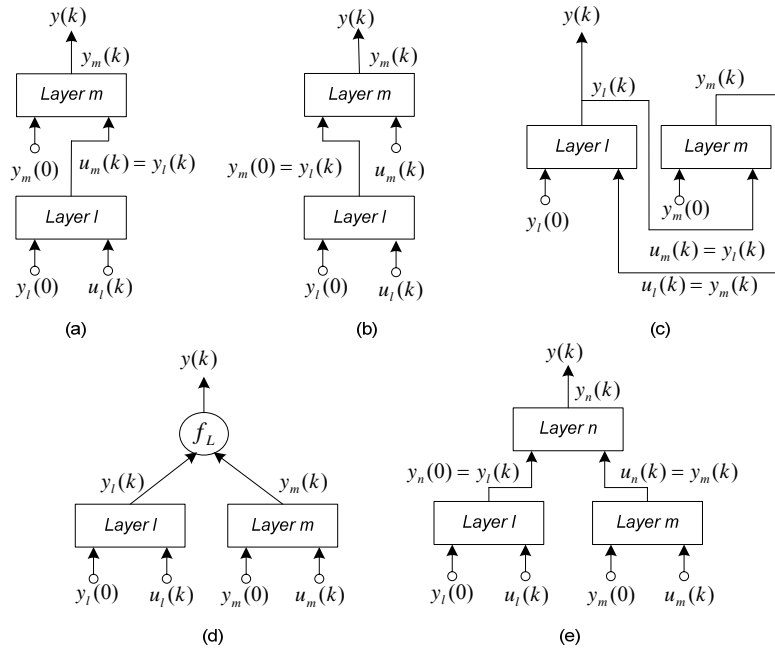 y(k)
y_m(k)
Layer m
y_m(0)
u_m(k) = y_l(k)
Layer l
y_l(0)
u_l(k)
(a)
y(k)
y_m(k)
Layer m
y_m(0) = y_l(k)
u_m(k)
Layer l
y_l(0)
u_l(k)
(b)
y(k)
y_l(k)
y_m(k)
Layer l
Layer m
y_l(0)
y_m(0)
u_m(k) = y_l(k)
u_l(k) = y_m(k)
(c)
y(k)
f_L
y_l(k)
y_m(k)
Layer l
Layer m
y_l(0)
u_l(k)
y_m(0)
u_m(k)
(d)
y(k)
y_n(k)
Layer n
y_n(0) = y_l(k)
u_n(k) = y_m(k)
Layer l
Layer m
y_l(0)
u_l(k)
y_m(0)
u_m(k)
(e)